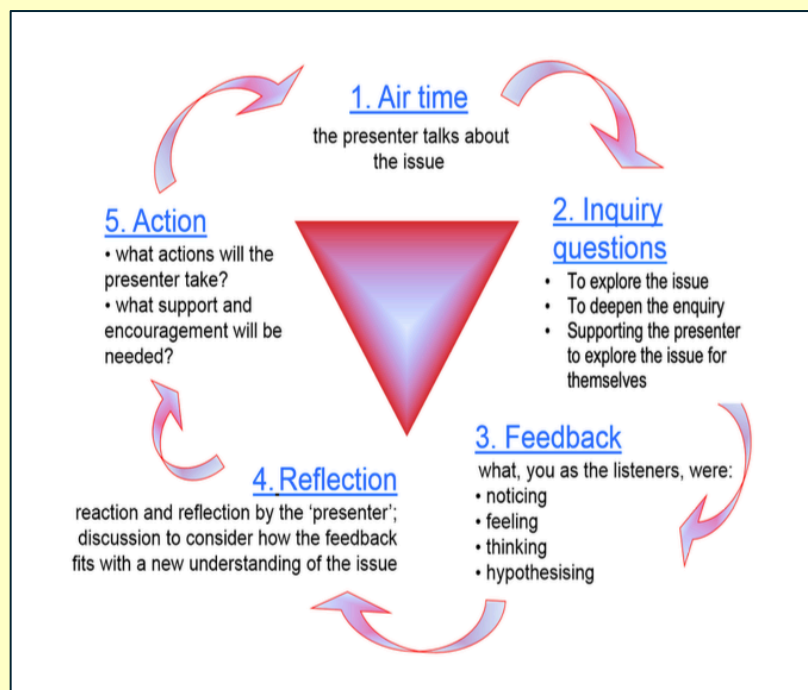 1. Air time
the presenter talks about
the issue
2. Inquiry
questions
• To explore the issue
• To deepen the enquiry
• Supporting the presenter
to explore the issue for
themselves
3. Feedback
what, you as the listeners, were:
• noticing
• feeling
• thinking
• hypothesising
4. Reflection
reaction and reflection by the ‘presenter’;
discussion to consider how the feedback
fits with a new understanding of the issue
5. Action
• what actions will the
presenter take?
• what support and
encouragement will be
needed?